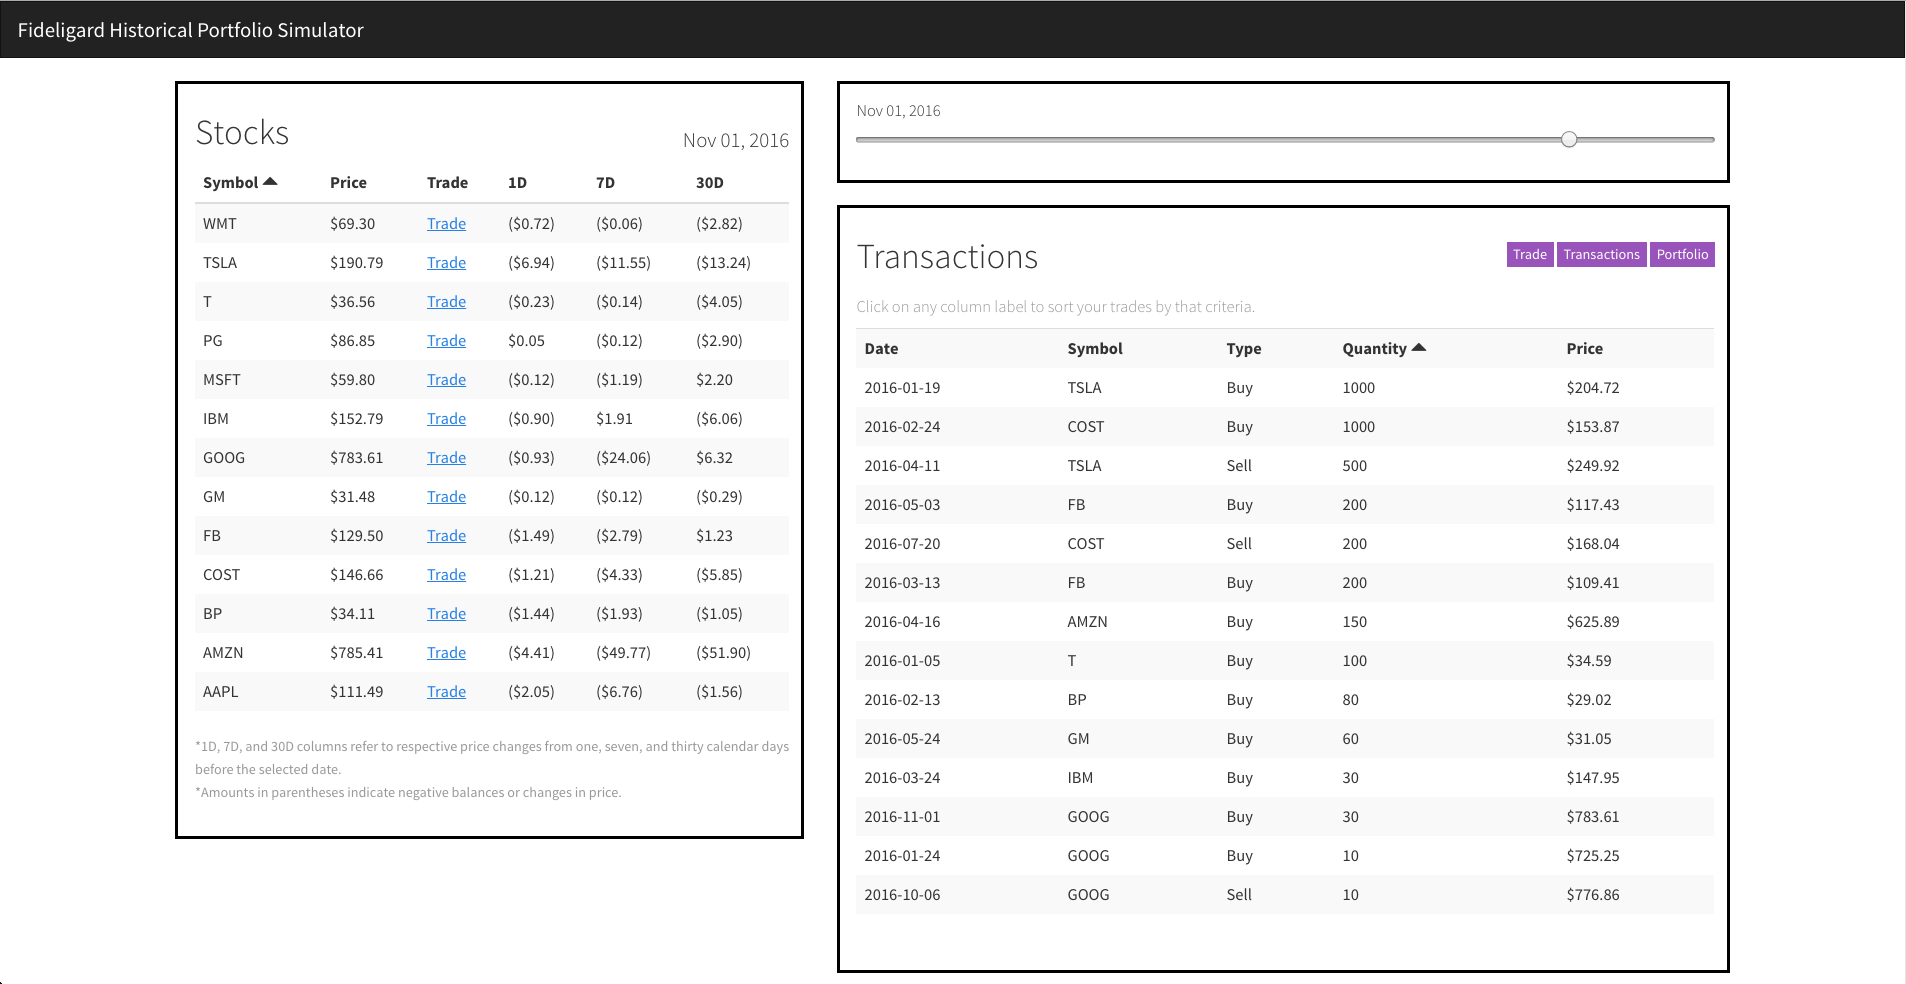 Fideligard Historical Portfolio Simulator
Stocks
Nov 01, 2016
Symbol Price Trade 1D 7D 30D
WMT $69.30 Trade ($0.72) ($0.06) ($2.82)
TSLA $190.79 Trade ($6.94) ($11.55) ($13.24)
T $36.56 Trade ($0.23) ($0.14) ($4.05)
PG $86.85 Trade $0.05 ($0.12) ($2.90)
MSFT $59.80 Trade ($0.12) ($1.19) $2.20
IBM $152.79 Trade ($0.90) $1.91 ($6.06)
GOOG $783.61 Trade ($0.93) ($24.06) $6.32
GM $31.48 Trade ($0.12) ($0.12) ($0.29)
FB $129.50 Trade ($1.49) ($2.79) $1.23
COST $146.66 Trade ($1.21) ($4.33) ($5.85)
BP $34.11 Trade ($1.44) ($1.93) ($1.05)
AMZN $785.41 Trade ($4.41) ($49.77) ($51.90)
AAPL $111.49 Trade ($2.05) ($6.76) ($1.56)
*1D, 7D, and 30D columns refer to respective price changes from one, seven, and thirty calendar days
before the selected date.
*Amounts in parentheses indicate negative balances or changes in price.
Nov 01, 2016
Transactions
Trade Transactions Portfolio
Click on any column label to sort your trades by that criteria.
Date Symbol Type Quantity Price
2016-01-19 TSLA Buy 1000 $204.72
2016-02-24 COST Buy 1000 $153.87
2016-04-11 TSLA Sell 500 $249.92
2016-05-03 FB Buy 200 $117.43
2016-07-20 COST Sell 200 $168.04
2016-03-13 FB Buy 200 $109.41
2016-04-16 AMZN Buy 150 $625.89
2016-01-05 T Buy 100 $34.59
2016-02-13 BP Buy 80 $29.02
2016-05-24 GM Buy 60 $31.05
2016-03-24 IBM Buy 30 $147.95
2016-11-01 GOOG Buy 30 $783.61
2016-01-24 GOOG Buy 10 $725.25
2016-10-06 GOOG Sell 10 $776.86